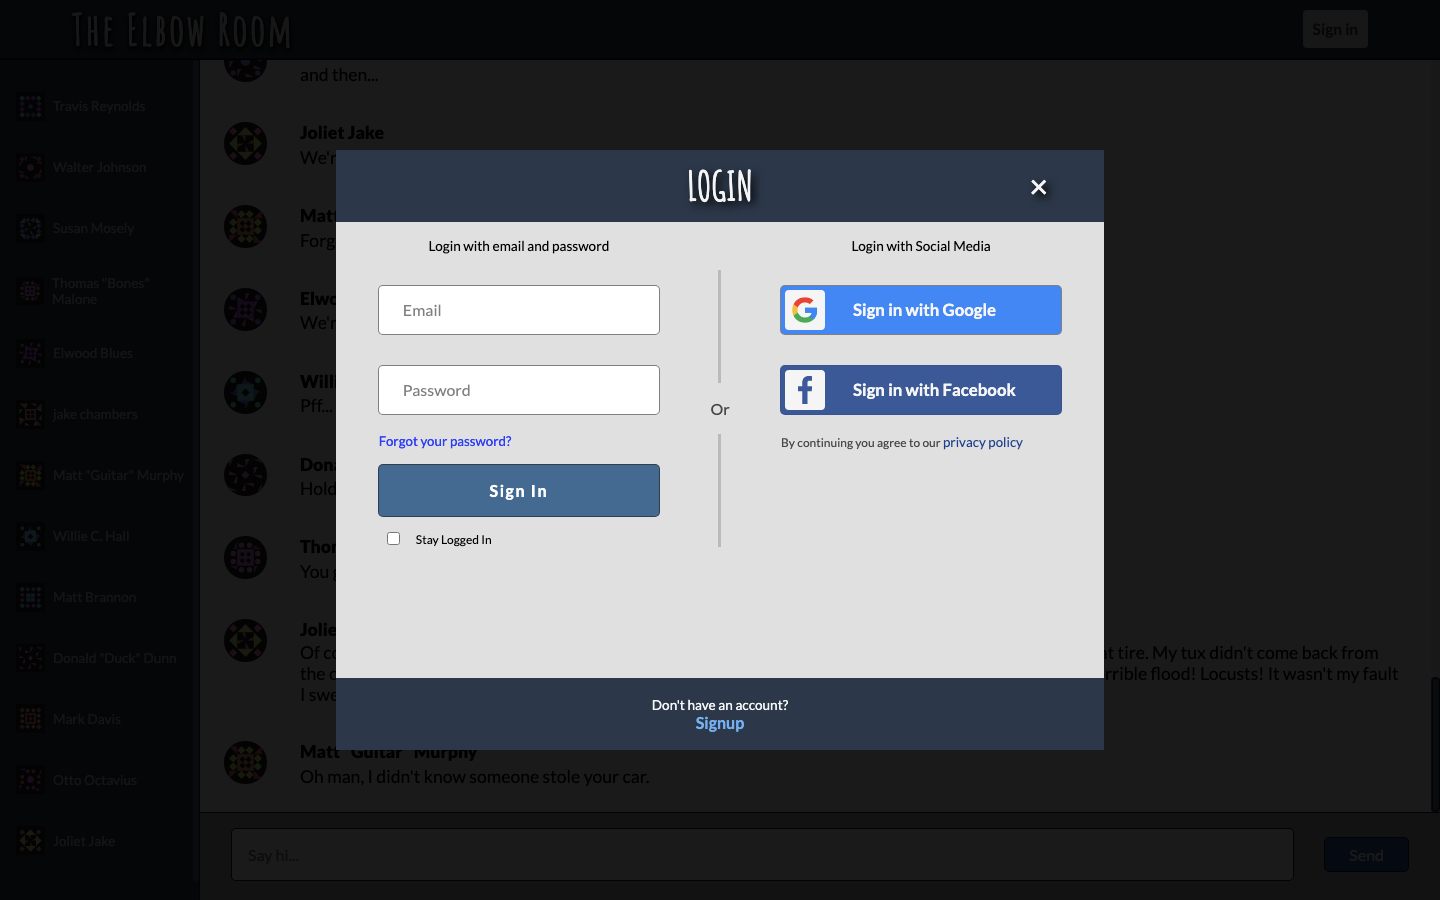 The Elbow Room
Sign in
Travis Reynolds
Walter Johnson
Susan Mosely
Thomas "Bones"
Malone
Elwood Blues
jake chambers
Matt "Guitar" Murphy
Willie C. Hall
Matt Brannon
Donald "Duck" Dunn
Mark Davis
Otto Octavius
Joliet Jake
and then...
Joliet Jake
We'r
Matt
Forg
Elwo
We'r
Willi
Pff...
Dona
Hold
Thon
You g
Jolie
Of co
t tire. My tux didn't come back from
the c
rrible flood! Locusts! It wasn't my fault
I swe
Matt "Guitar" Murphy
Oh man, I didn't know someone stole your car.
Say hi...
Send
LOGIN
×
Login with email and password
Email
Password
Forgot your password?
Sign In
Stay Logged In
Or
Login with Social Media
Sign in with Google
Sign in with Facebook
By continuing you agree to our privacy policy
Don't have an account?
Signup